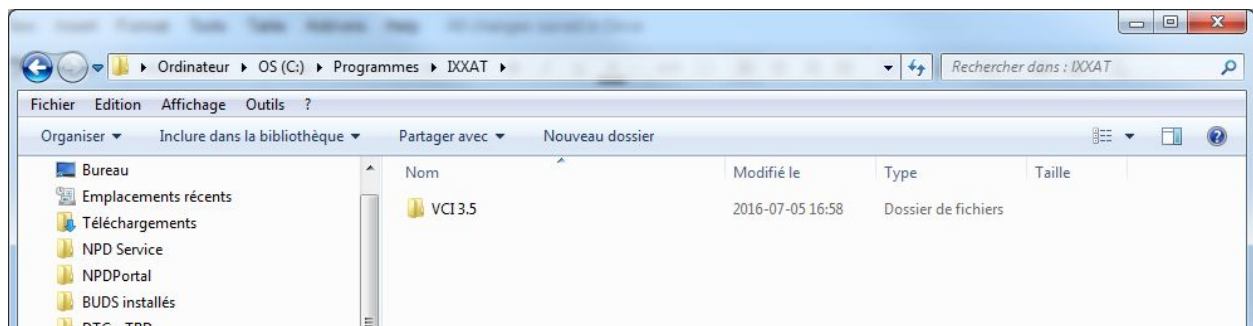 Ordinateur OS (C:) Programmes IXXAT Rechercher dans : IXXAT
Fichier Edition Affichage Outils ?
Organiser Inclure dans la bibliothèque Partager avec Nouveau dossier
Bureau
Emplacements récents
Téléchargements
NPD Service
NPDPortal
BUDS installés
Nom Modifié le Type Taille
VCI 3.5 2016-07-05 16:58 Dossier de fichiers